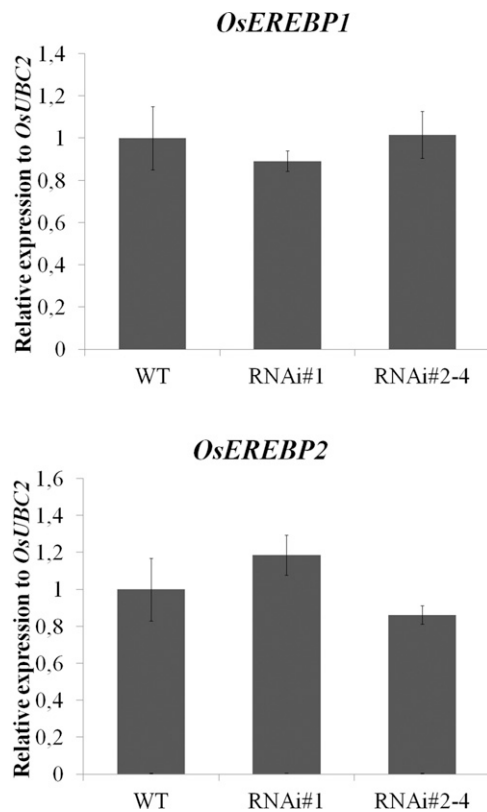 OsEREBP1
Relative expression to OsUBC2
1,4
1,2
1
0,8
0,6
0,4
0,2
0
WT RNAi#1 RNAi#2-4
OsEREBP2
Relative expression to OsUBC2
1,6
1,4
1,2
1
0,8
0,6
0,4
0,2
0
WT RNAi#1 RNAi#2-4